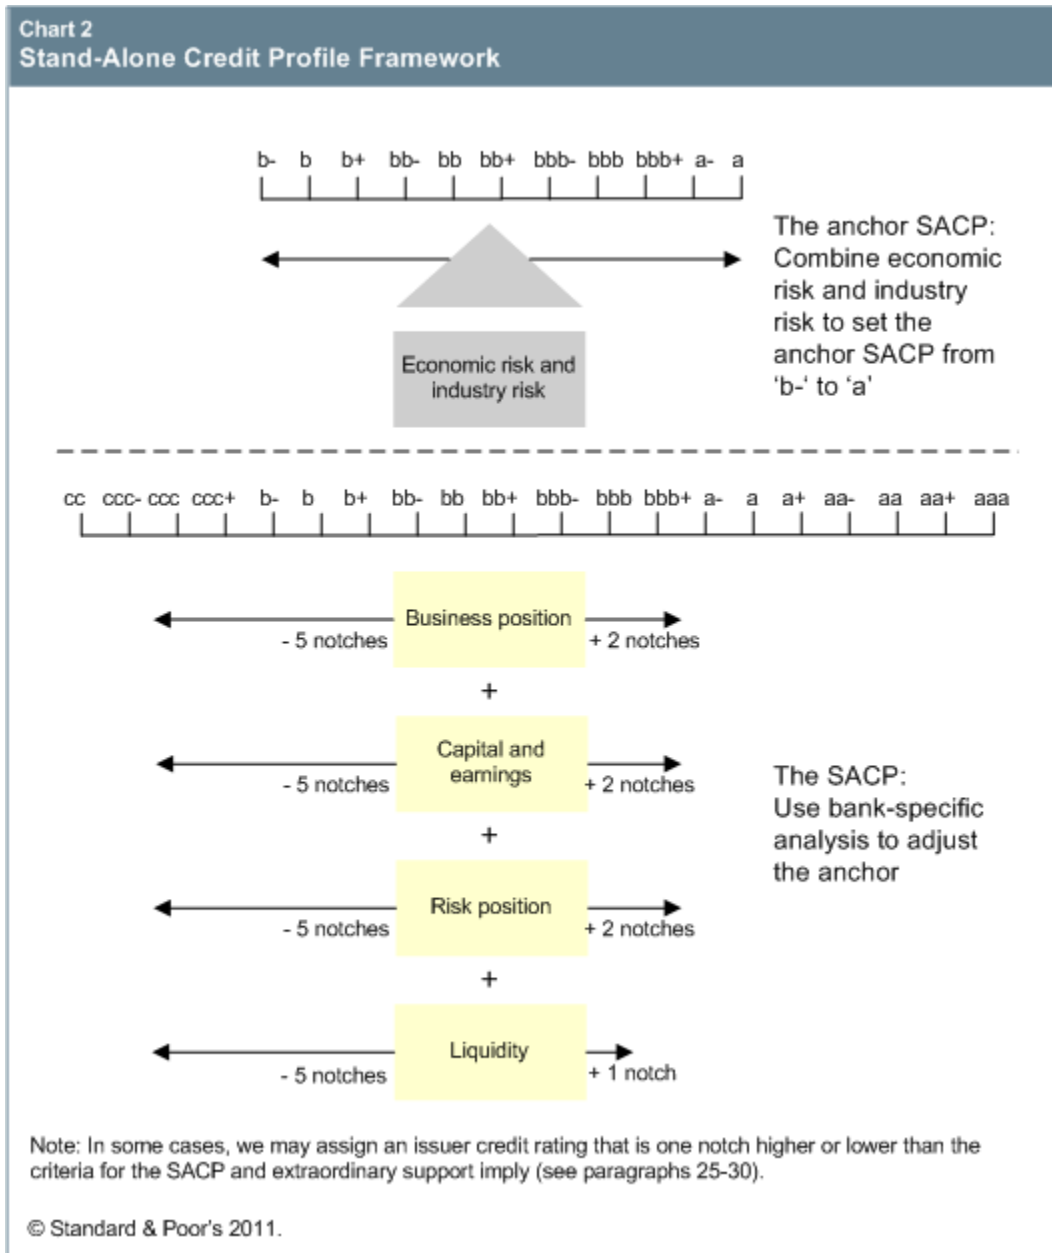 Chart 2
Stand-Alone Credit Profile Framework
b- b b+ bb- bb bb+ bbb- bbb bbb+ a- a
The anchor SACP:
Combine economic
risk and industry
risk to set the
anchor SACP from
‘b-‘ to ‘a’
Economic risk and
industry risk
cc ccc- ccc ccc+ b- b b+ bb- bb bb+ bbb- bbb bbb+ a- a a+ aa- aa aa+ aaa
Business position
- 5 notches + 2 notches
+
Capital and
earnings
- 5 notches + 2 notches
+
The SACP:
Use bank-specific
analysis to adjust
the anchor
Risk position
- 5 notches + 2 notches
+
Liquidity
- 5 notches + 1 notch
Note: In some cases, we may assign an issuer credit rating that is one notch higher or lower than the
criteria for the SACP and extraordinary support imply (see paragraphs 25-30).
© Standard & Poor’s 2011.